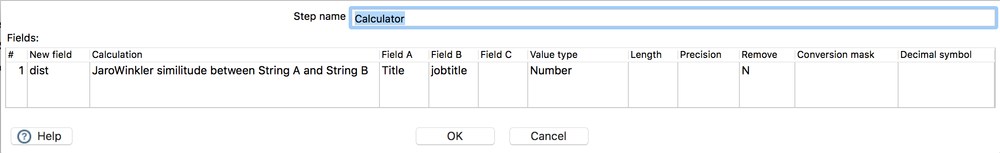 Step name Calculator
Fields:
# New field Calculation Field A Field B Field C Value type Length Precision Remove Conversion mask Decimal symbol
1 dist JaroWinkler similitude between String A and String B Title jobtitle Number N
? Help OK Cancel